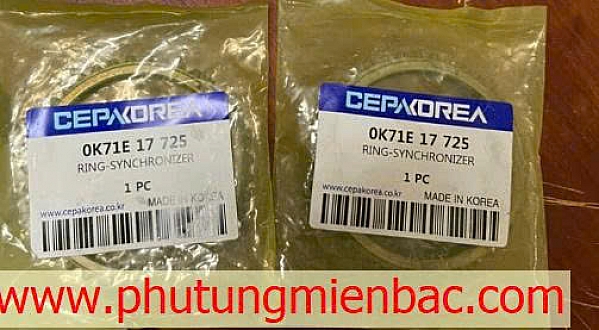 CEPAKOREA
0K71E 17 725
RING-SYNCHRONIZER
1 PC
www.cepakorea.co.kr MADE IN KOREA
CEPAKOREA
0K71E 17 725
RING-SYNCHRONIZER
1 PC
www.cepakorea.co.kr MADE IN KOREA
www.phutungmienbac.com